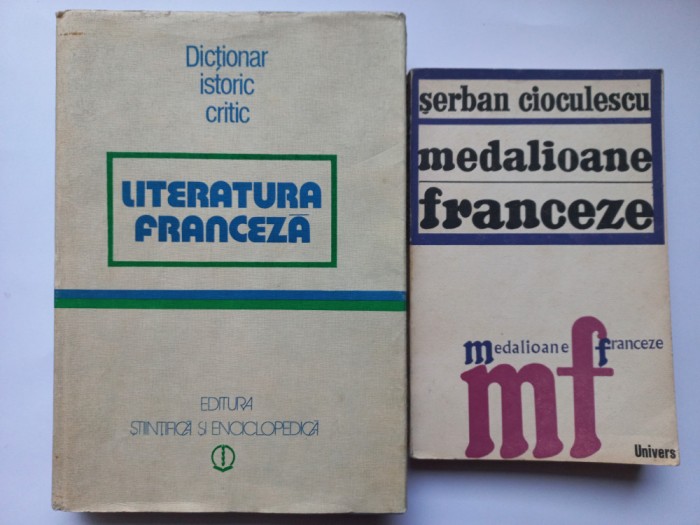 Dicționar
istoric
critic
LITERATURA
FRANCEZĂ
EDITURA
ȘTIINȚIFICĂ ȘI ENCICLOPEDICĂ
șerban cioculescu
medalioane
franceze
medalioane franceze
mf
Univers